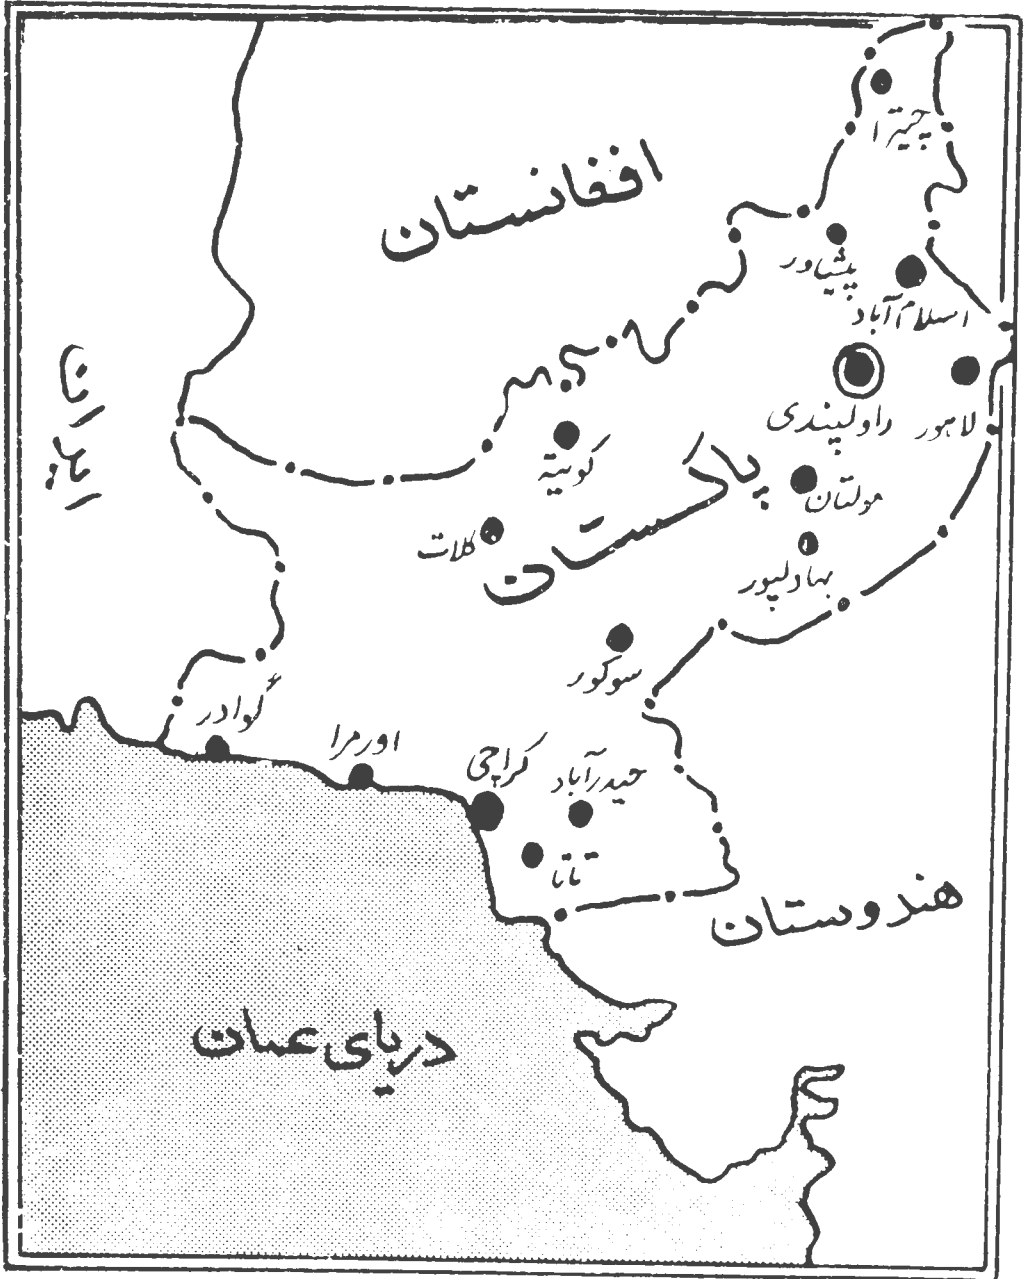 چیترا
افغانستان
پیشاور
اسلام آباد
ایران
راولپندی
لاهور
کویته
پاکستان
مولتان
کلات
بهاولپور
سوکور
گوادر
اورمرا
کراچی
حیدرآباد
تاتا
هندوستان
دریای عمان